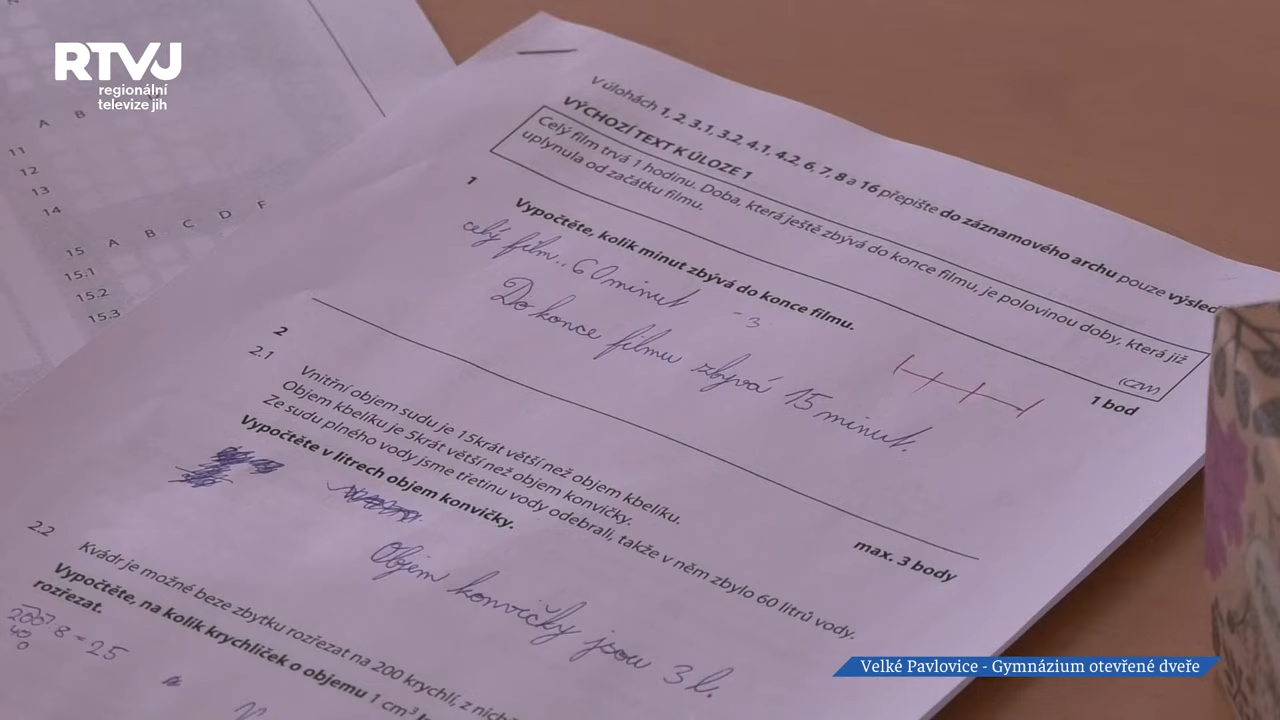 RTVJ
regionální
televize jih
A B
11
12
13
14
A B C D F
15
15.1
15.2
15.3
V úlohách 1, 2, 3.1, 3.2, 4.1, 4.2, 6, 7, 8 a 16 přepište do záznamového archu pouze výsled
VÝCHOZÍ TEXT K ÚLOZE 1
Celý film trvá 1 hodinu. Doba, která ještě zbývá do konce filmu, je polovinou doby, která již
uplynula od začátku filmu.
(CZVV)
1 bod
1
Vypočtěte, kolik minut zbývá do konce filmu.
celý film.. 60 minut
Do konce filmu zbývá 15 minut.
max. 3 body
2
2.1
Vnitřní objem sudu je 15krát větší než objem kbelíku.
Objem kbelíku je 5krát větší než objem konvičky.
Ze sudu plného vody jsme třetinu vody odebrali, takže v něm zbylo 60 litrů vody.
Vypočtěte v litrech objem konvičky.
Objem konvičky jsou 3 l.
2.2
Kvádr je možné beze zbytku rozřezat na 200 krychlí, z nichž
Vypočtěte, na kolik krychliček o objemu 1 cm³
rozřezat.
200:8=25
40
0
Velké Pavlovice - Gymnázium otevřené dveře